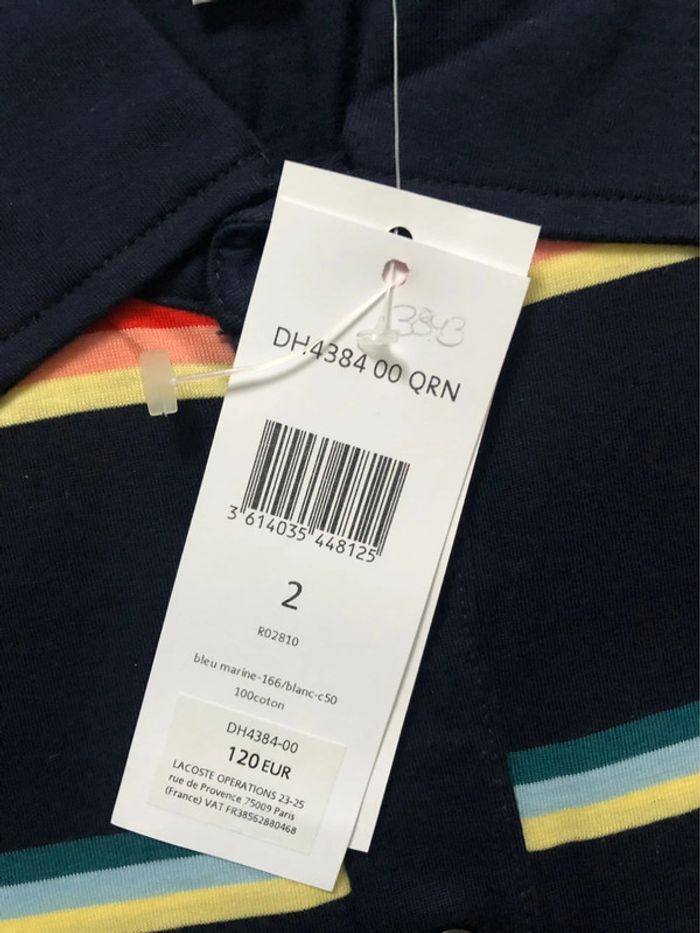 3843
DH4384 00 QRN
3 614035 448125
2
R02810
bleu marine-166/blanc-c50
100coton
DH4384-00
120 EUR
LACOSTE OPERATIONS 23-25
rue de Provence 75009 Paris
(France) VAT FR38562880468